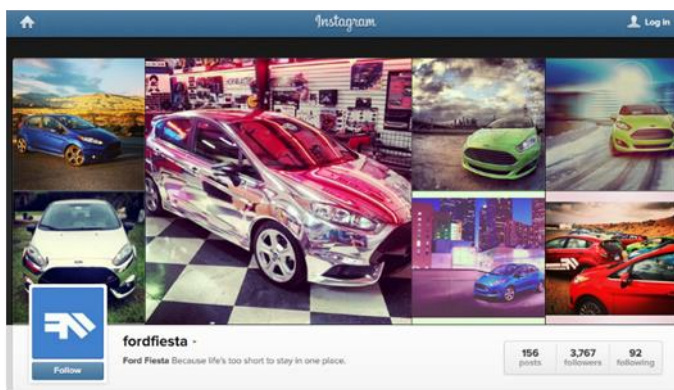 Instagram
Log in
fordfiesta
Ford Fiesta Because life's too short to stay in one place.
Follow
156
posts
3,767
followers
92
following